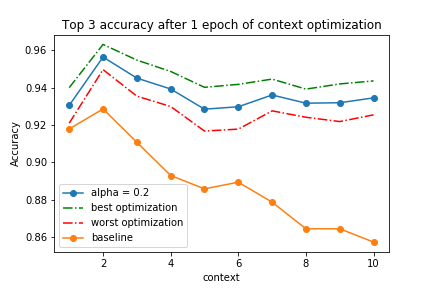 Top 3 accuracy after 1 epoch of context optimization
Accuracy
0.96
0.94
0.92
0.90
0.88
0.86
alpha = 0.2
best optimization
worst optimization
baseline
2 4 6 8 10
context